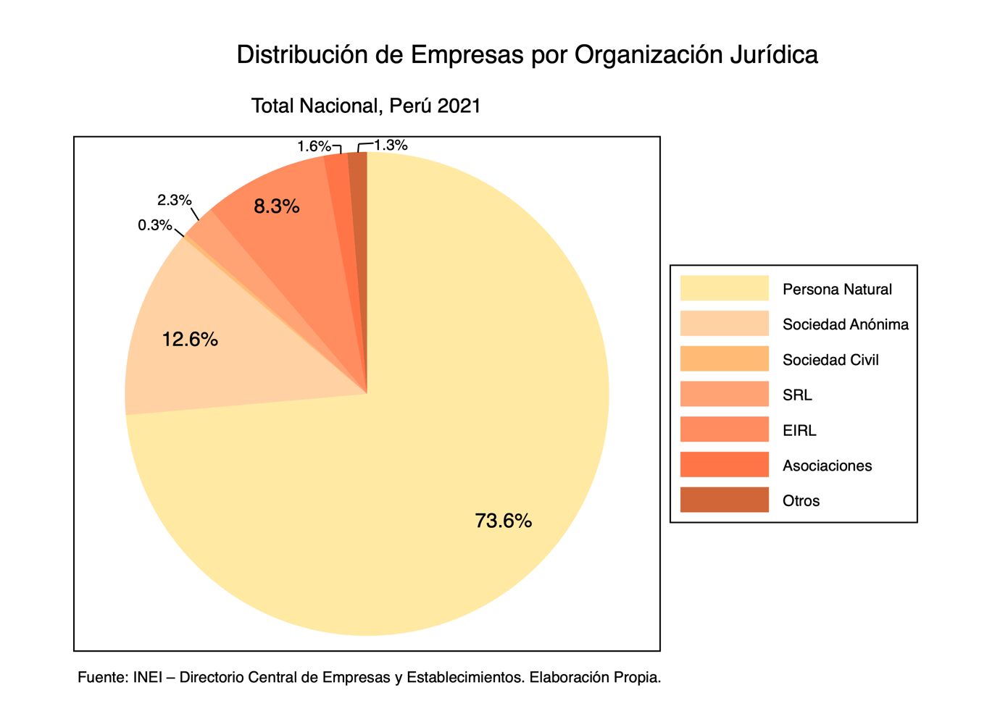 Distribución de Empresas por Organización Jurídica
Total Nacional, Perú 2021
1.6%
1.3%
2.3%
8.3%
0.3%
12.6%
73.6%
Persona Natural
Sociedad Anónima
Sociedad Civil
SRL
EIRL
Asociaciones
Otros
Fuente: INEI – Directorio Central de Empresas y Establecimientos. Elaboración Propia.